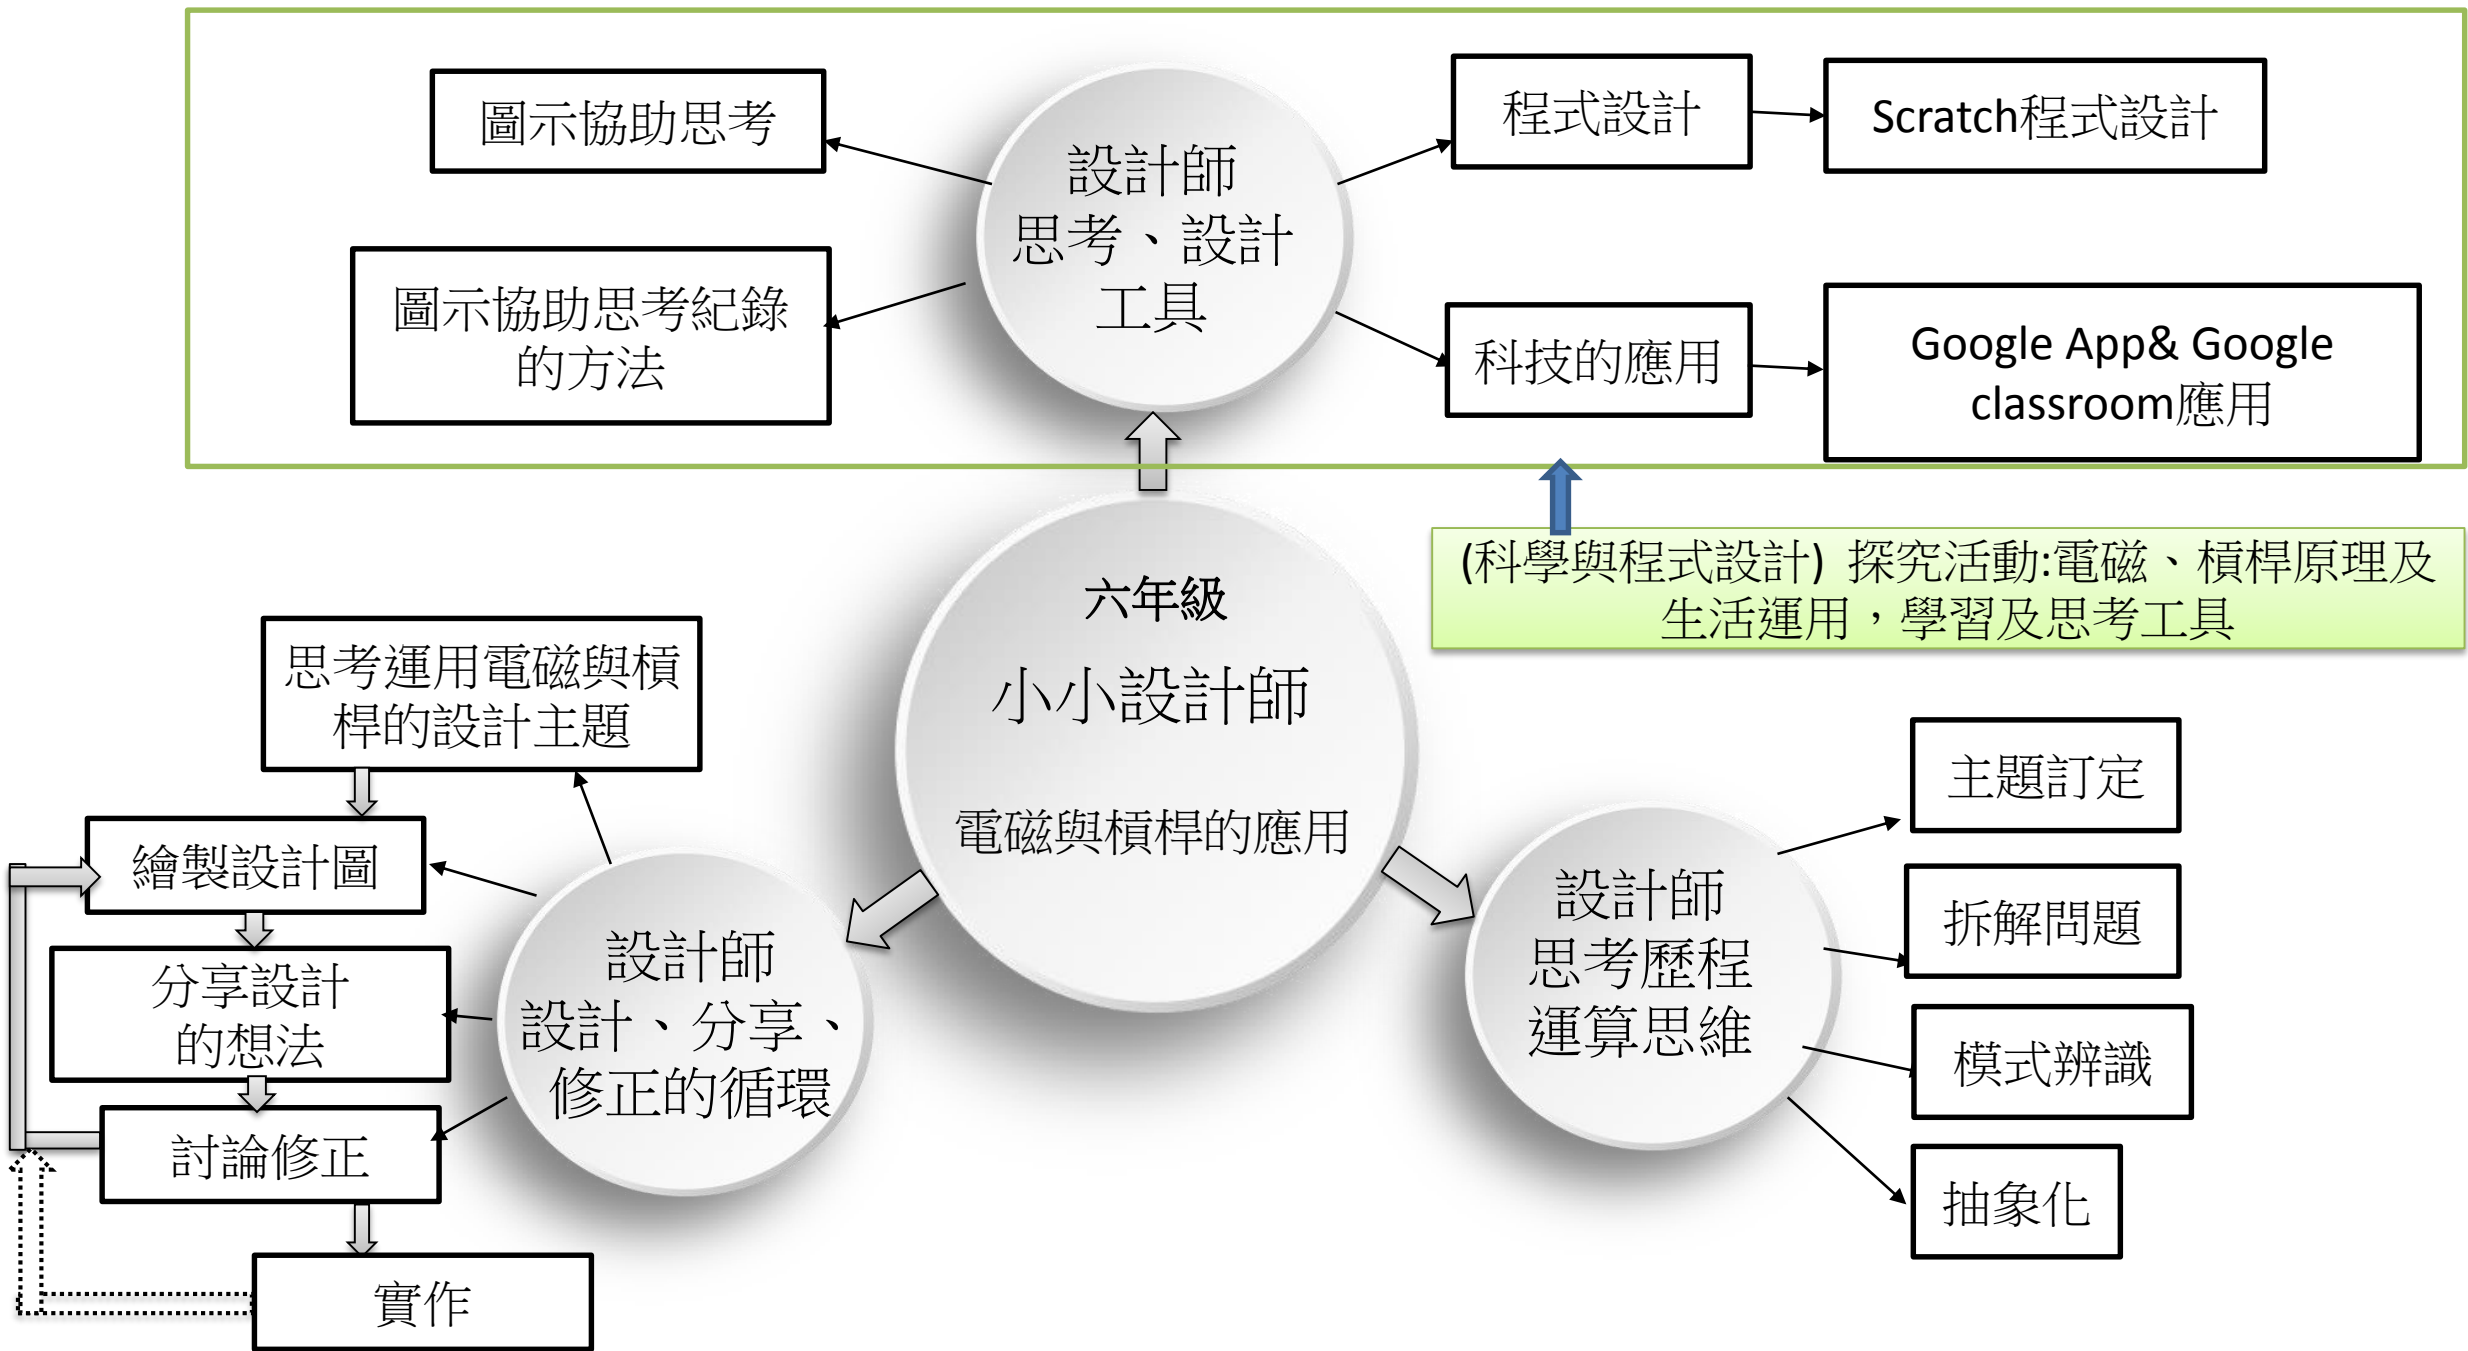 圖示協助思考
圖示協助思考紀錄
的方法
設計師
思考、設計
工具
程式設計
Scratch程式設計
科技的應用
Google App& Google
classroom應用
(科學與程式設計) 探究活動:電磁、槓桿原理及
生活運用，學習及思考工具
六年級
小小設計師
電磁與槓桿的應用
思考運用電磁與槓
桿的設計主題
繪製設計圖
分享設計
的想法
討論修正
實作
設計師
設計、分享、
修正的循環
設計師
思考歷程
運算思維
主題訂定
拆解問題
模式辨識
抽象化